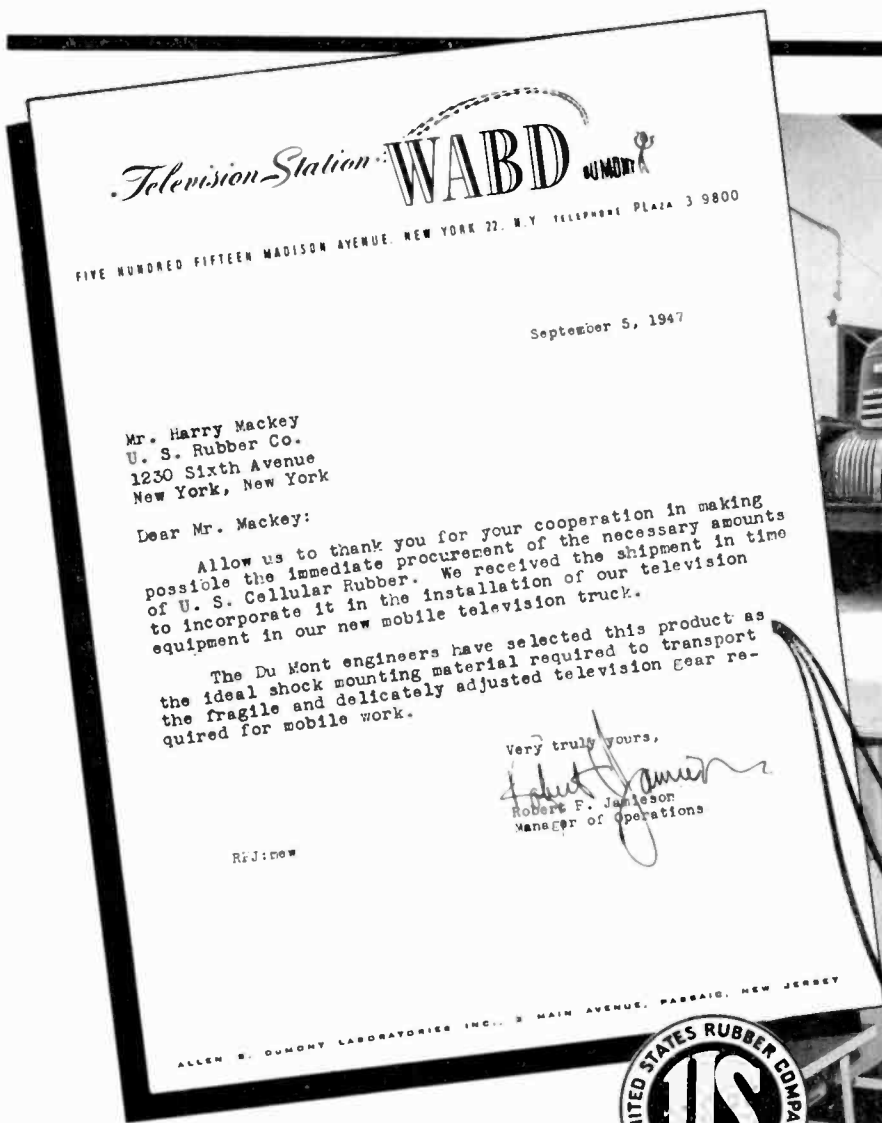 Television Station WABD DUMONT
FIVE HUNDRED FIFTEEN MADISON AVENUE. NEW YORK 22, N.Y TELEPHONE PLAZA 3 9800
September 5, 1947
Mr. Harry Mackey
U. S. Rubber Co.
1230 Sixth Avenue
New York, New York
Dear Mr. Mackey:
Allow us to thank you for your cooperation in making
possible the immediate procurement of the necessary amounts
of U. S. Cellular Rubber. We received the shipment in time
to incorporate it in the installation of our television
equipment in our new mobile television truck.
The Du Mont engineers have selected this product as
the ideal shock mounting material required to transport
the fragile and delicately adjusted television gear re-
quired for mobile work.
Very truly yours,
Robert F. Jamieson
Robert F. Jamieson
Manager of Operations
RFJ:mew
ALLEN B. DUMONT LABORATORIES INC., 2 MAIN AVENUE, PASSAIC, NEW JERSEY
UNITED STATES RUBBER COMPA
US